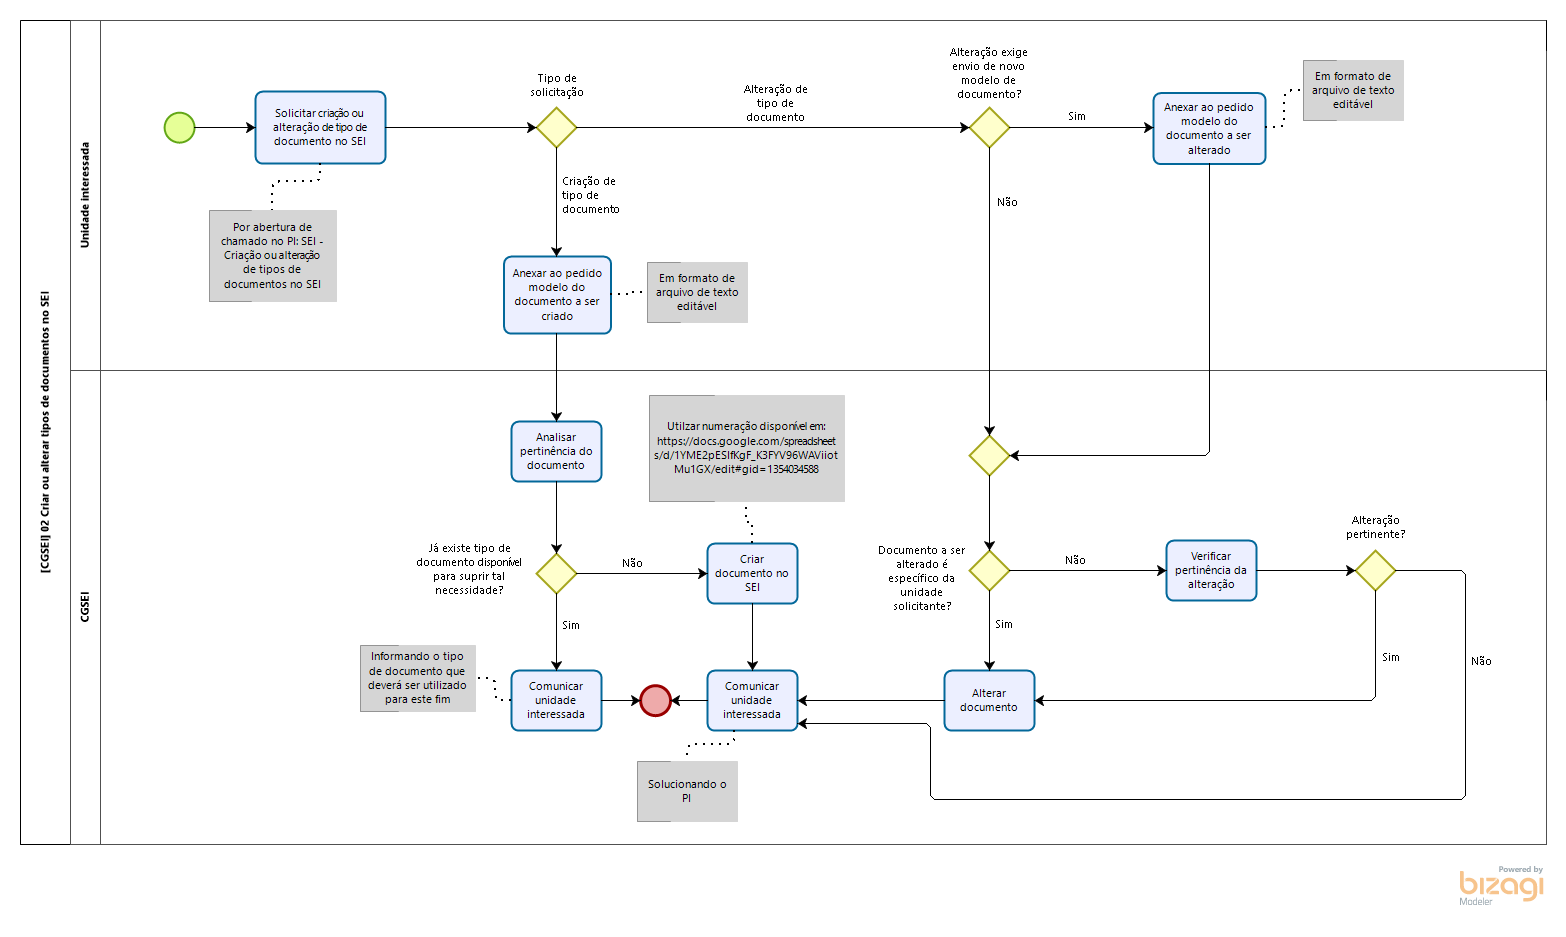 [CGSEI] 02 Criar ou alterar tipos de documentos no SEI
Unidade interessada
Solicitar criação ou
alteração de tipo de
documento no SEI
Por abertura de
chamado no PI: SEI -
Criação ou alteração
de tipos de
documentos no SEI
Tipo de
solicitação
Alteração de
tipo de
documento
Criação de
tipo de
documento
Anexar ao pedido
modelo do
documento a ser
criado
Em formato de
arquivo de texto
editável
Alteração exige
envio de novo
modelo de
documento?
Sim
Não
Anexar ao pedido
modelo do
documento a ser
alterado
Em formato de
arquivo de texto
editável
CGSEI
Analisar
pertinência do
documento
Já existe tipo de
documento disponível
para suprir tal
necessidade?
Não
Sim
Utilzar numeração disponível em:
https://docs.google.com/spreadsheet
s/d/1YME2pESIfKgF_K3FYV96WAViiot
Mu1GX/edit#gid=1354034588
Criar
documento no
SEI
Informando o tipo
de documento que
deverá ser utilizado
para este fim
Comunicar
unidade
interessada
Comunicar
unidade
interessada
Solucionando o
PI
Documento a ser
alterado é
específico da
unidade
solicitante?
Não
Sim
Verificar
pertinência da
alteração
Alteração
pertinente?
Sim
Não
Alterar
documento
Powered by
bizagi
Modeler